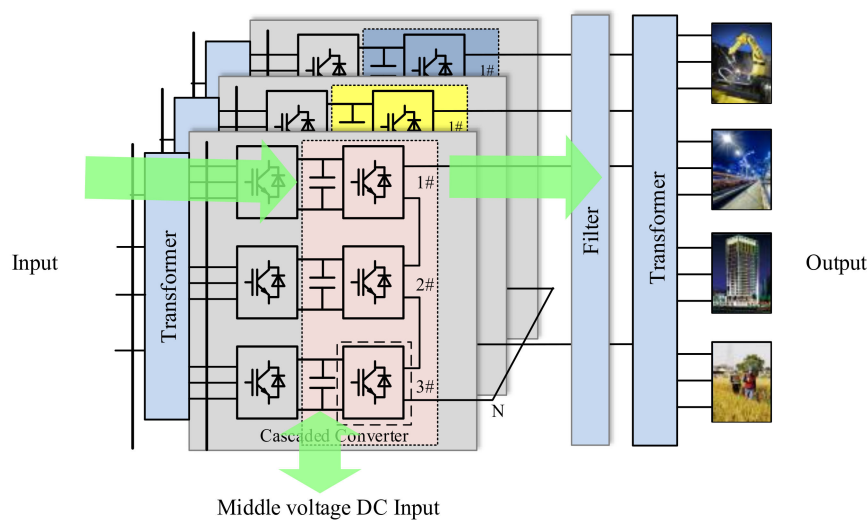 1#
1#
1#
Input
Transformer
2#
Filter
Transformer
Output
3#
N
Cascaded Converter
Middle voltage DC Input